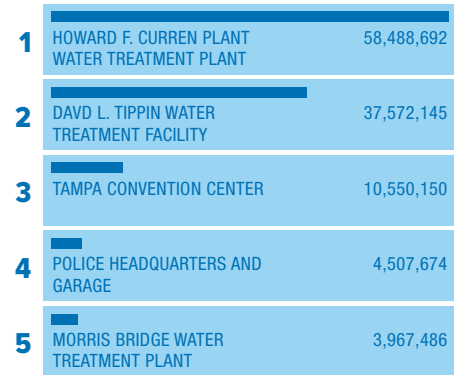 1
HOWARD F. CURREN PLANT 58,488,692
WATER TREATMENT PLANT
2
DAVD L. TIPPIN WATER 37,572,145
TREATMENT FACILITY
3
TAMPA CONVENTION CENTER 10,550,150
4
POLICE HEADQUARTERS AND 4,507,674
GARAGE
5
MORRIS BRIDGE WATER 3,967,486
TREATMENT PLANT